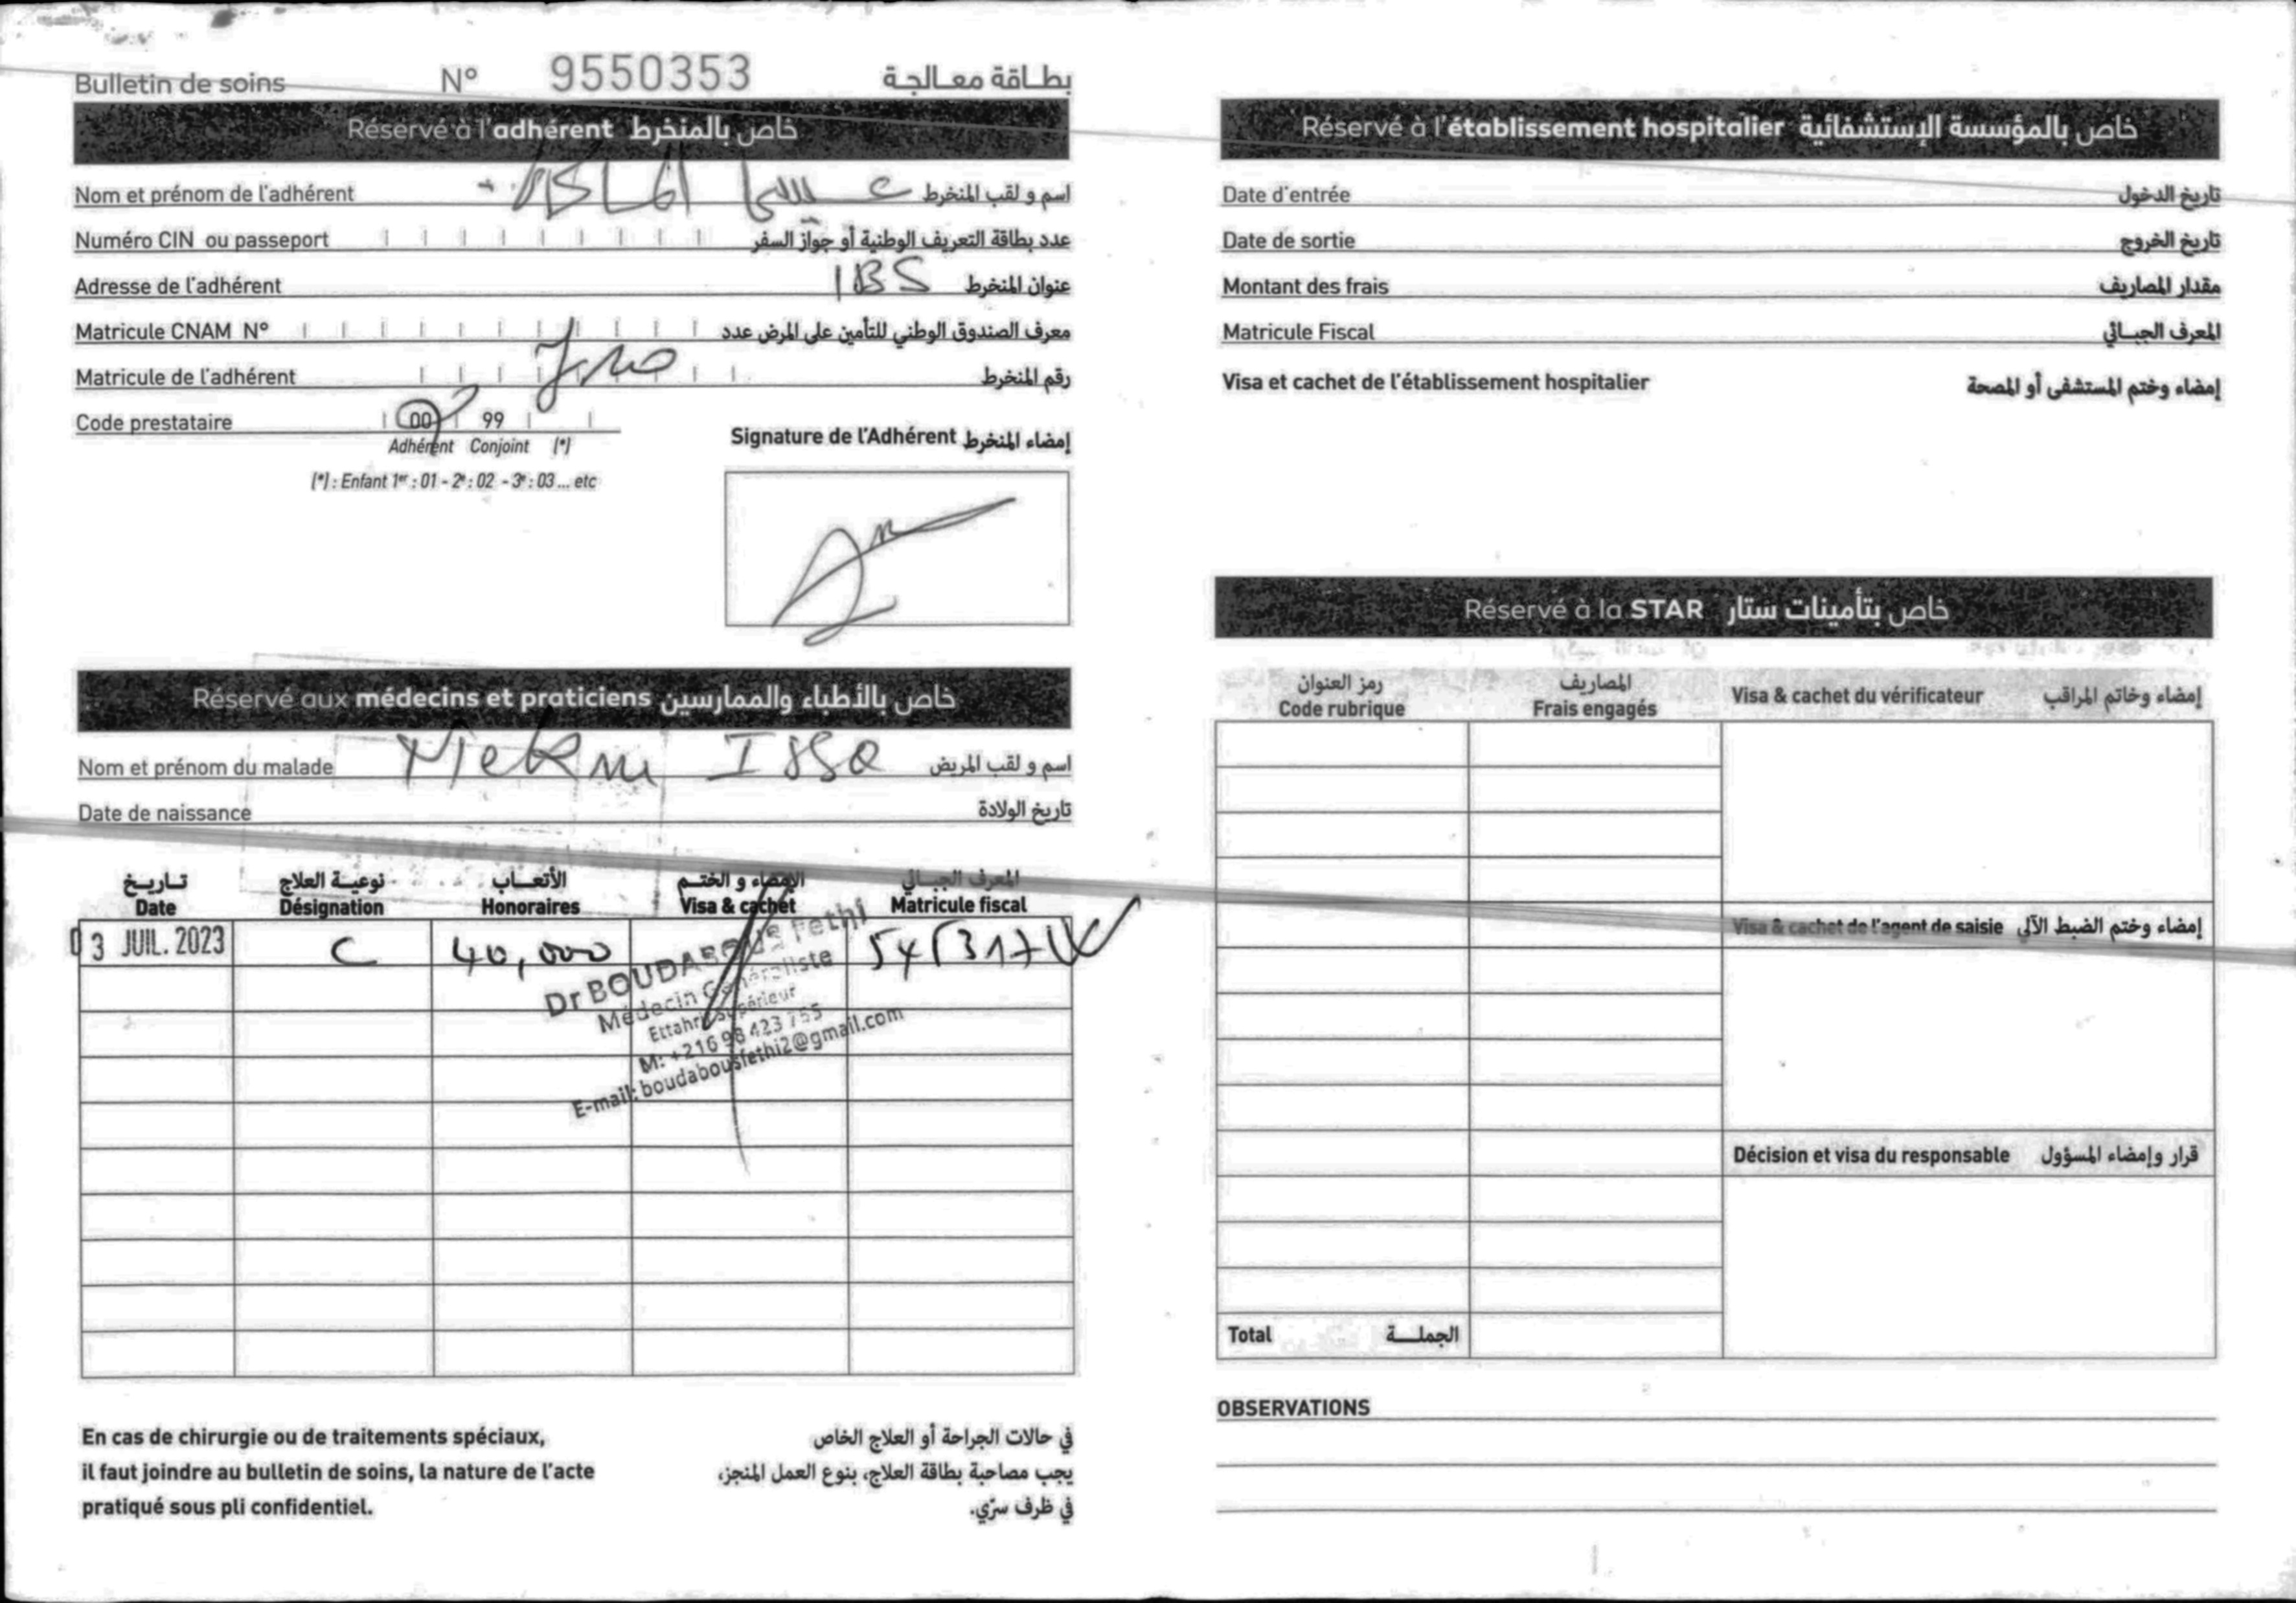 Bulletin de soins N° 9550353 بطاقة معالجة
Réservé à l'adhérent خاص بالمنخرط
Nom et prénom de l'adhérent عيسى اسم و لقب المنخرط
Numéro CIN ou passeport عدد بطاقة التعريف الوطنية أو جواز السفر
Adresse de l'adhérent IBS عنوان المنخرط
Matricule CNAM N° معرف الصندوق الوطني للتأمين على المرض عدد
Matricule de l'adhérent رقم المنخرط
Code prestataire 00 99
Adhérent Conjoint (*)
(*) : Enfant 1er : 01 - 2e : 02 - 3e : 03 ... etc
Signature de l'Adhérent إمضاء المنخرط
Réservé aux médecins et praticiens خاص بالأطباء والممارسين
Nom et prénom du malade Mekni Issa اسم و لقب المريض
Date de naissance تاريخ الولادة
تاريخ نوعية العلاج الأتعاب الإمضاء و الختم المعرف الجبائي
Date Désignation Honoraires Visa & cachet Matricule fiscal
03 JUIL. 2023 C 40,000
Dr BOUDABOUS Fethi
Médecin Généraliste
Ettahrir Supérieur
M: +216 98 423 755
E-mail: boudabousfethi2@gmail.com
En cas de chirurgie ou de traitements spéciaux,
il faut joindre au bulletin de soins, la nature de l'acte
pratiqué sous pli confidentiel.
في حالات الجراحة أو العلاج الخاص
يجب مصاحبة بطاقة العلاج، بنوع العمل المنجز،
في ظرف سرّي.
Réservé à l'établissement hospitalier خاص بالمؤسسة الإستشفائية
Date d'entrée تاريخ الدخول
Date de sortie تاريخ الخروج
Montant des frais مقدار المصاريف
Matricule Fiscal المعرف الجبائي
Visa et cachet de l'établissement hospitalier إمضاء وختم المستشفى أو المصحة
Réservé à la STAR خاص بتأمينات ستار
رمز العنوان المصاريف
Code rubrique Frais engagés Visa & cachet du vérificateur إمضاء وخاتم المراقب
Visa & cachet de l'agent de saisie إمضاء وختم الضبط الآلي
Décision et visa du responsable قرار وإمضاء المسؤول
Total الجملة
OBSERVATIONS